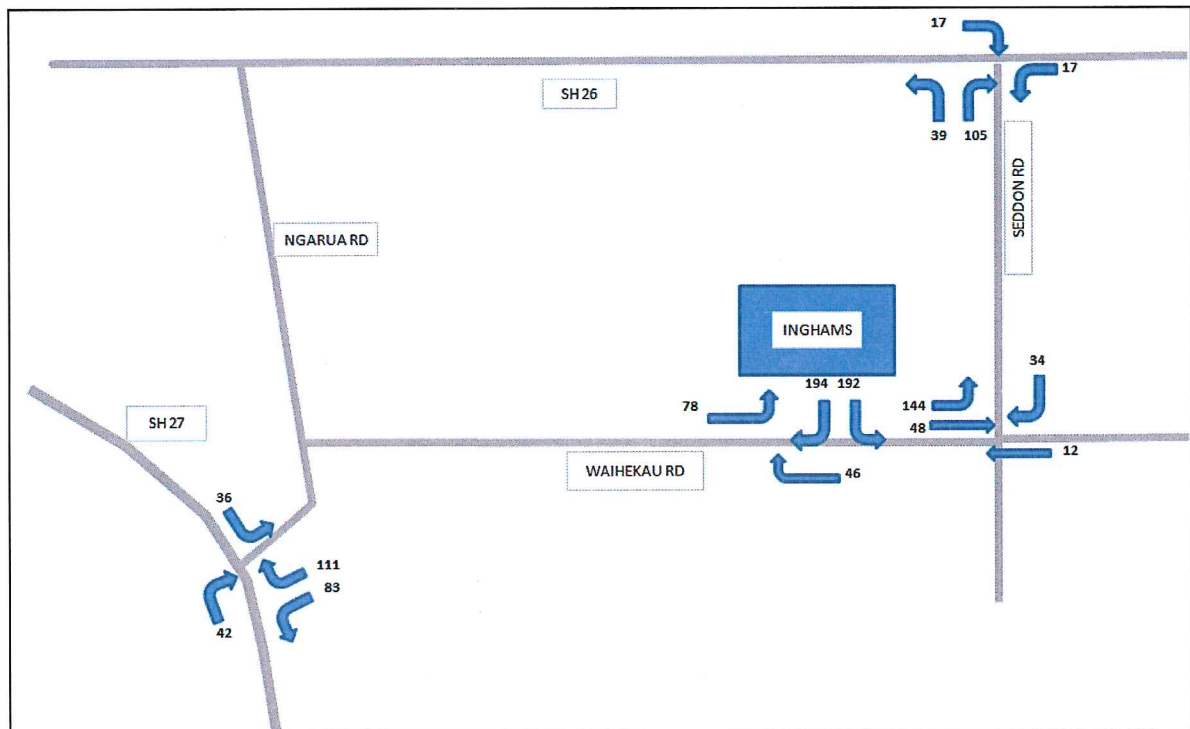 17
17
SH 26
39
105
SEDDON RD
NGARUA RD
INGHAMS
194
192
34
78
144
48
SH 27
12
WAIHEKAU RD
46
36
111
83
42